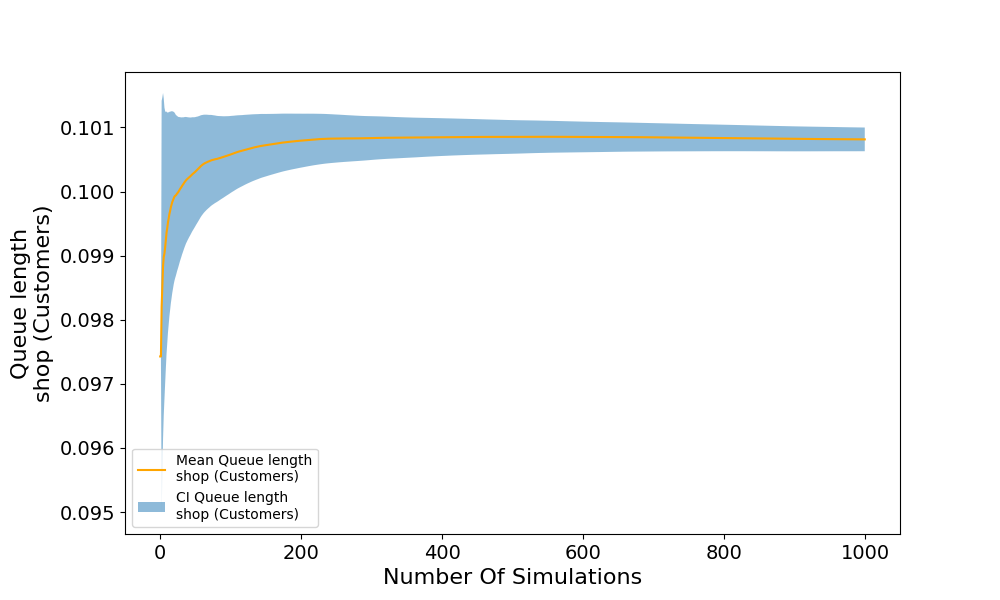 0.101
0.100
0.099
0.098
0.097
0.096
0.095
Queue length
shop (Customers)
Mean Queue length
shop (Customers)
CI Queue length
shop (Customers)
0
200
400
600
800
1000
Number Of Simulations